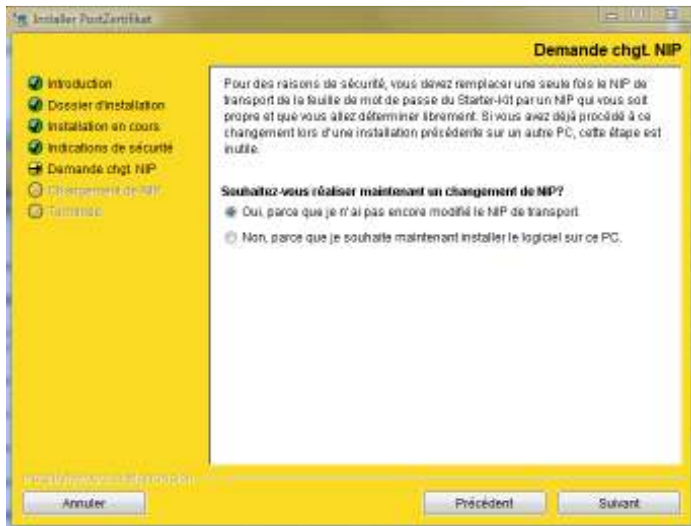 Installer PostZertifikat
Demande chgt. NIP
Introduction
Dossier d'installation
Installation en cours
Indications de sécurité
Demande chgt NIP
Changement de NIP
Terminée
Pour des raisons de sécurité, vous devez remplacer une seule fois le NIP de
transport de la feuille de mot de passe du Starter-Kit par un NIP qui vous soit
propre et que vous allez déterminer librement. Si vous avez déjà procédé à ce
changement lors d'une installation précédente sur un autre PC, cette étape est
inutile.
Souhaitez-vous réaliser maintenant un changement de NIP?
Oui, parce que je n'ai pas encore modifié le NIP de transport.
Non, parce que je souhaite maintenant installer le logiciel sur ce PC.
Annuler
Précédent
Suivant